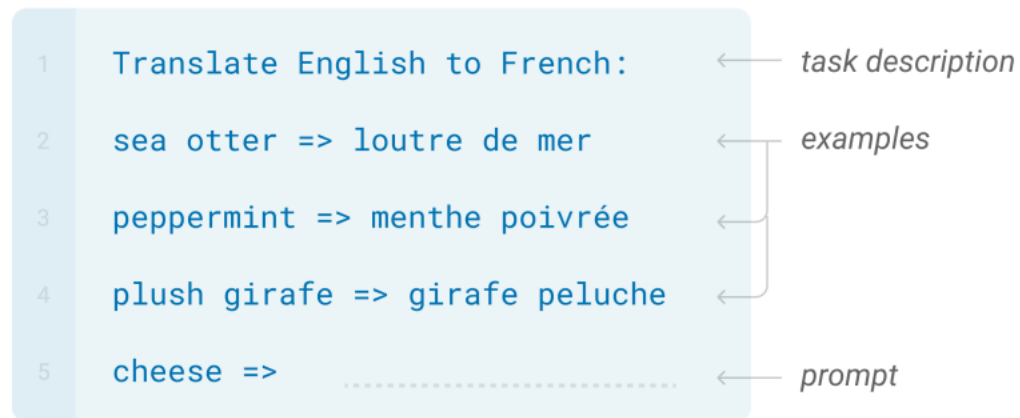 1 Translate English to French: task description
2 sea otter => loutre de mer examples
3 peppermint => menthe poivrée
4 plush girafe => girafe peluche
5 cheese => prompt